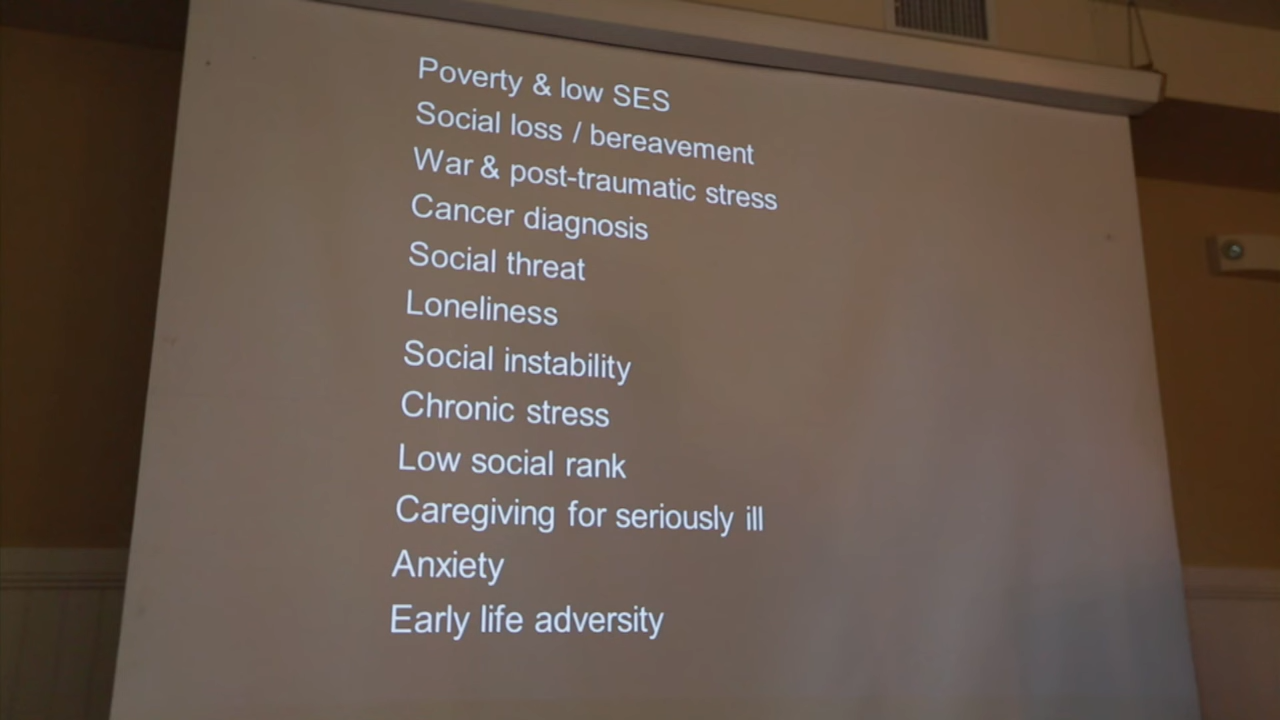 Poverty & low SES
Social loss / bereavement
War & post-traumatic stress
Cancer diagnosis
Social threat
Loneliness
Social instability
Chronic stress
Low social rank
Caregiving for seriously ill
Anxiety
Early life adversity